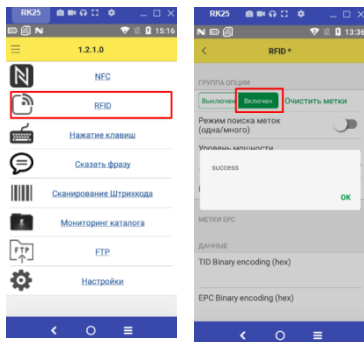 RK25
15:16
1.2.1.0
NFC
RFID
Нажатие клавиш
Сказать фразу
Сканирование Штрихкода
Мониторинг каталога
FTP
FTP
Настройки
RK25
13:36
RFID *
ГРУППА ОПЦИИ
Выключен Включен Очистить метки
Режим поиска меток
(одна/много)
Уровень мощности
success
OK
МЕТКИ EPC
ДАННЫЕ
TID Binary encoding (hex)
EPC Binary encoding (hex)